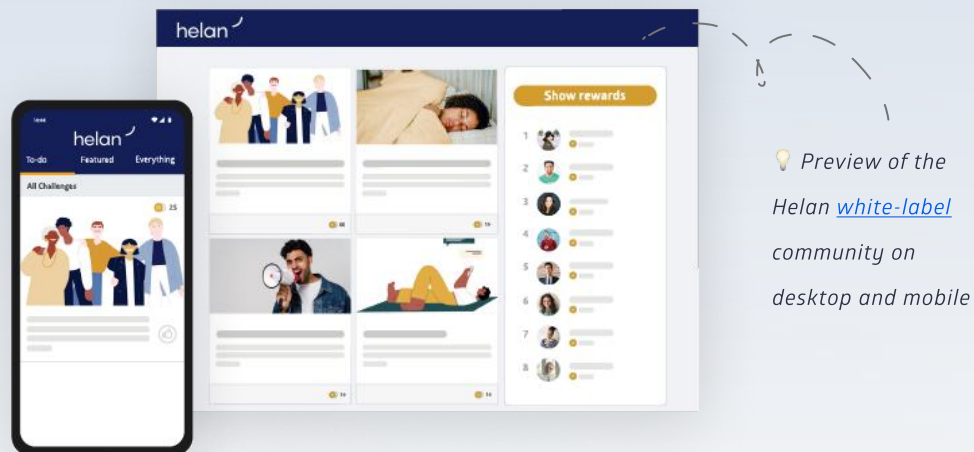 helan
Show rewards
1
2
3
4
5
6
7
8
helan
To-do Featured Everything
All Challenges
25
💡 Preview of the
Helan white-label
community on
desktop and mobile